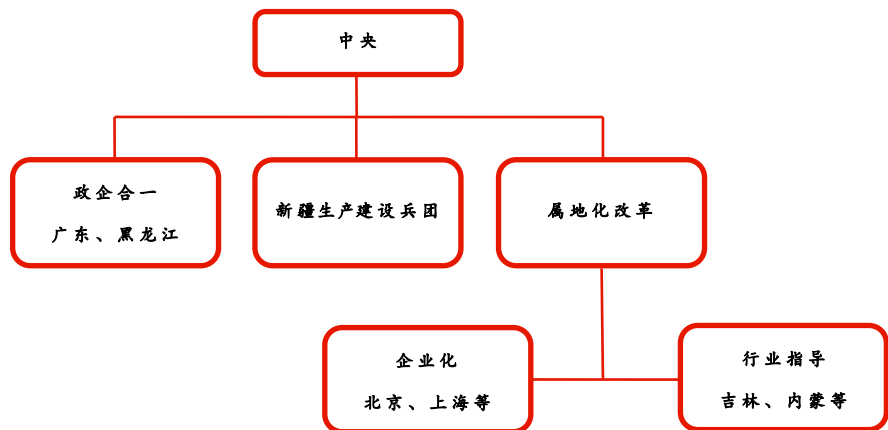 中央
政企合一
广东、黑龙江
新疆生产建设兵团
属地化改革
企业化
北京、上海等
行业指导
吉林、内蒙等